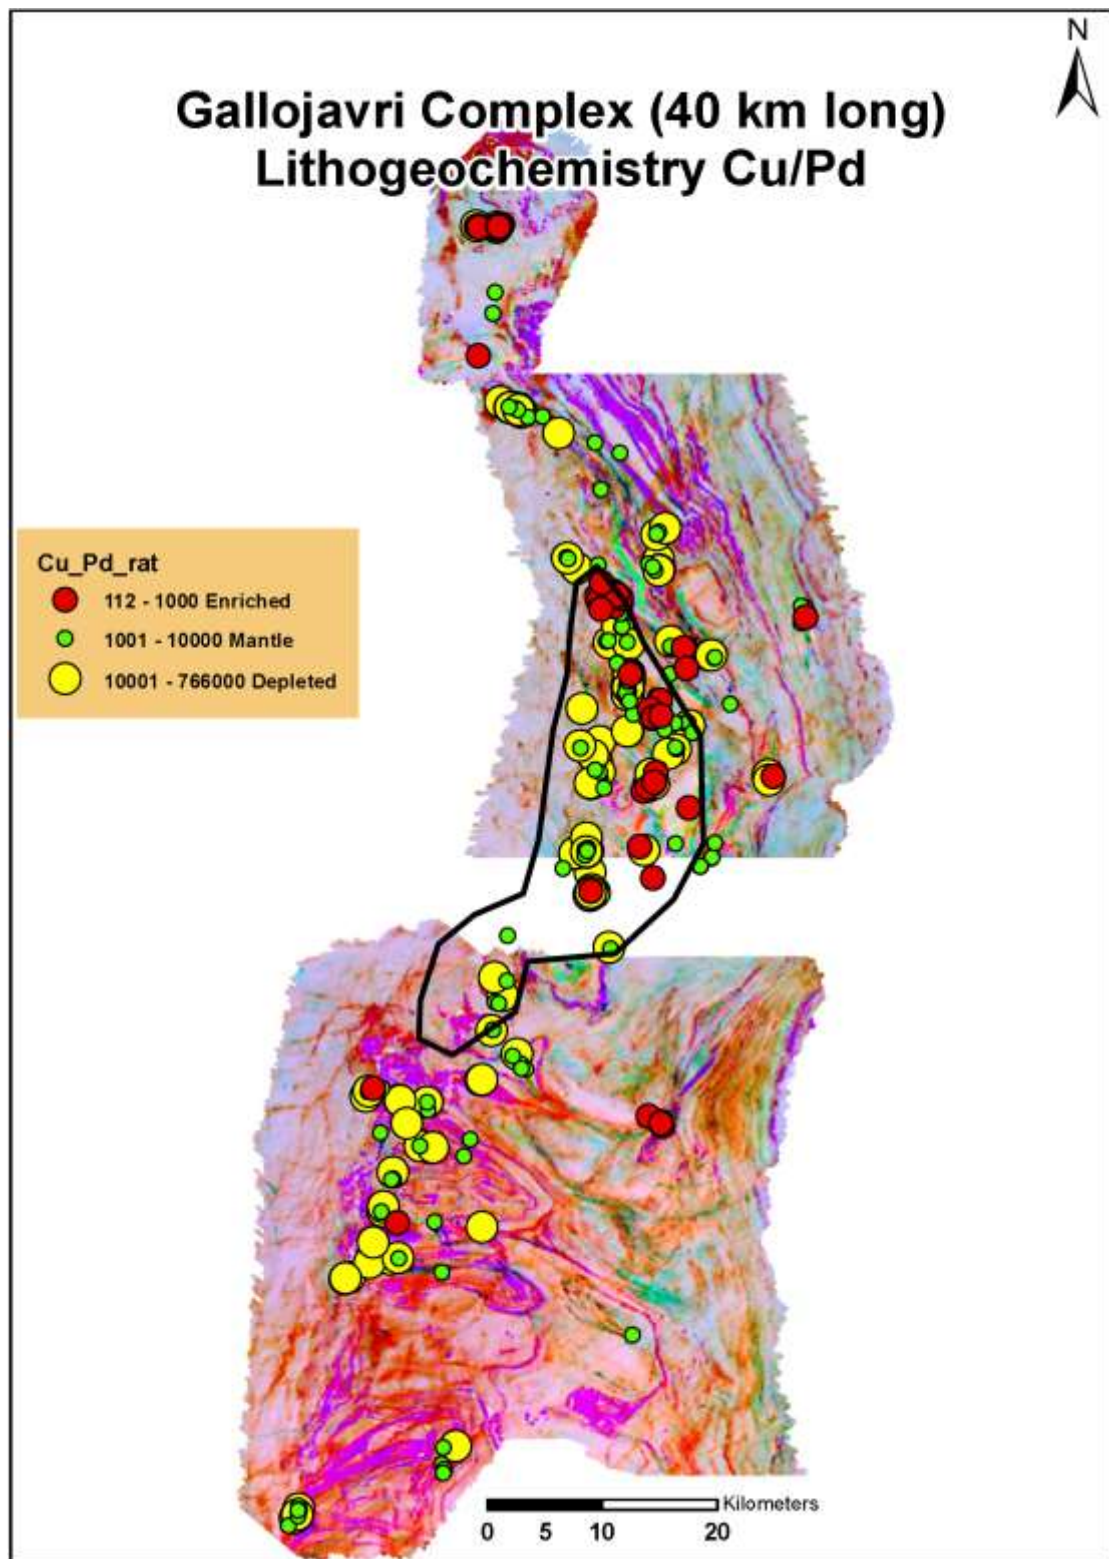 N
Gallojavri Complex (40 km long)
Lithogeochemistry Cu/Pd
Cu_Pd_rat
112 - 1000 Enriched
1001 - 10000 Mantle
10001 - 766000 Depleted
Kilometers
0 5 10 20